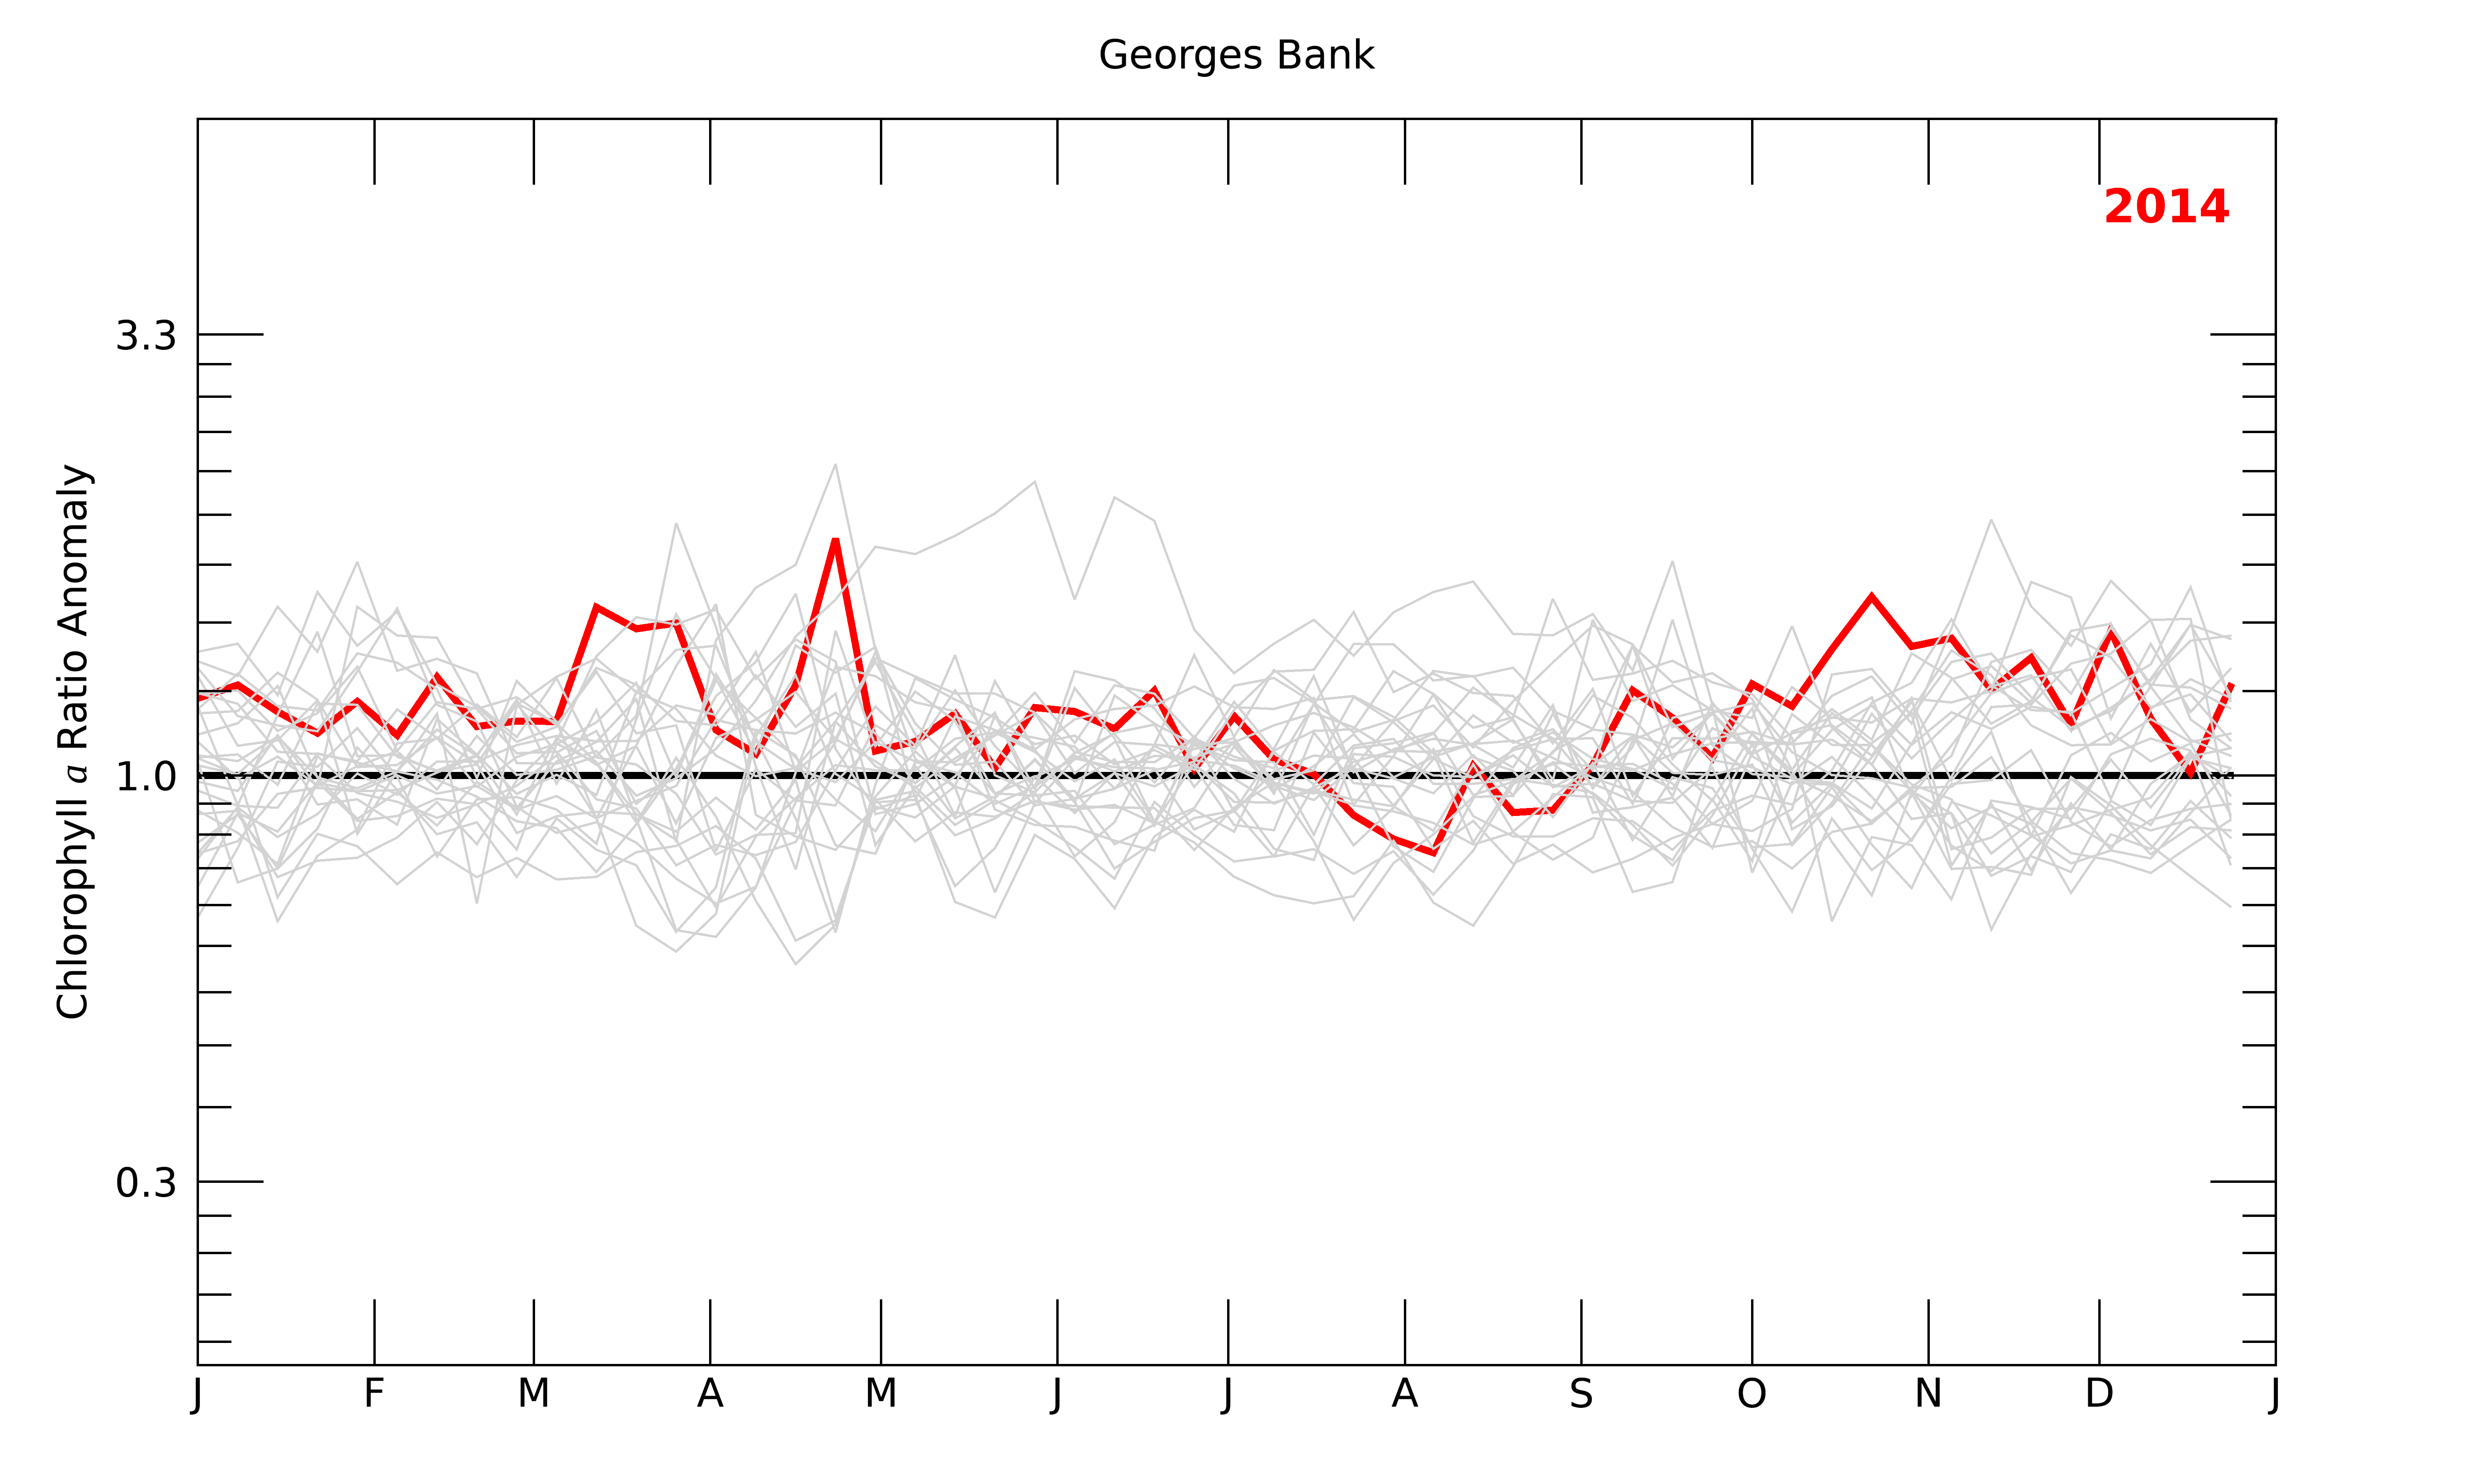 Georges Bank
2014
3.3
1.0
0.3
Chlorophyll a Ratio Anomaly
J F M A M J J A S O N D J